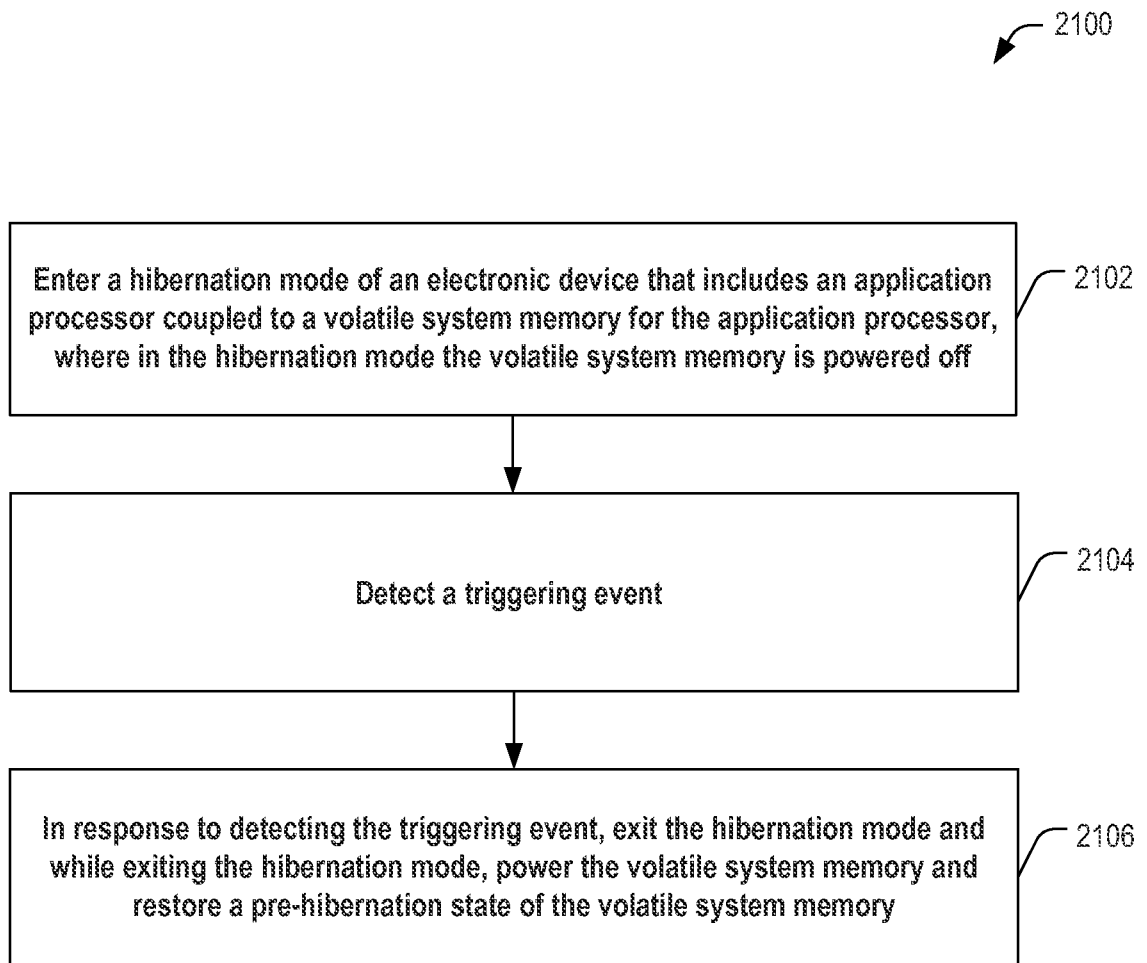 2100
Enter a hibernation mode of an electronic device that includes an application
processor coupled to a volatile system memory for the application processor,
where in the hibernation mode the volatile system memory is powered off
2102
Detect a triggering event
2104
In response to detecting the triggering event, exit the hibernation mode and
while exiting the hibernation mode, power the volatile system memory and
restore a pre-hibernation state of the volatile system memory
2106